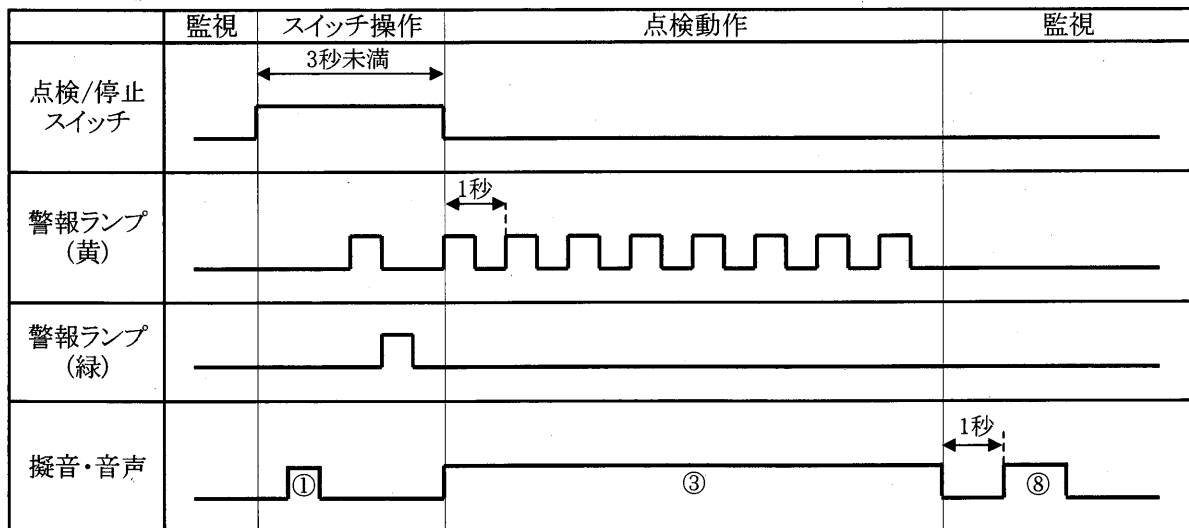 監視 スイッチ操作 点検動作 監視
3秒未満
点検/停止
スイッチ
1秒
警報ランプ
(黄)
警報ランプ
(緑)
1秒
擬音・音声 ① ③ ⑧